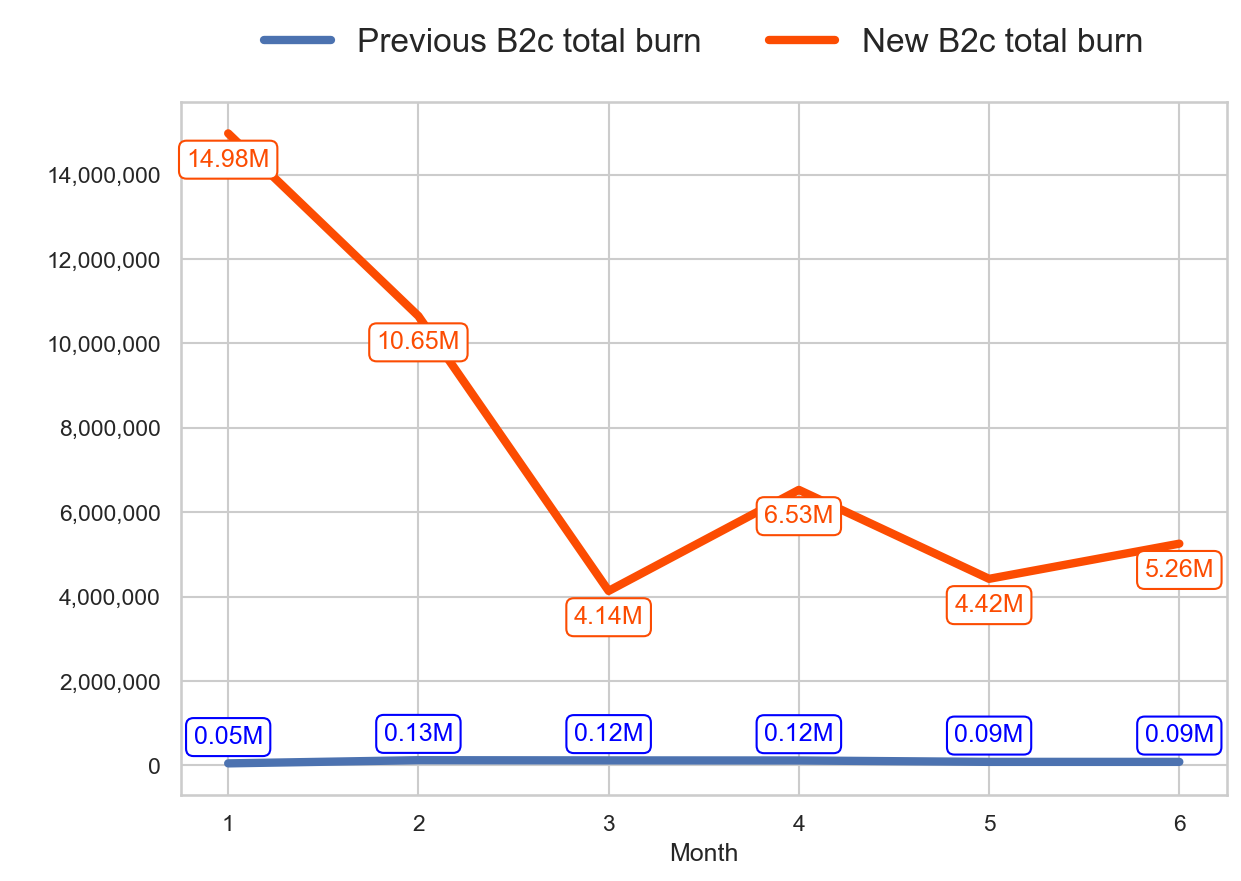 Previous B2c total burn New B2c total burn
14.98M
14,000,000
12,000,000
10.65M
10,000,000
8,000,000
6.53M
6,000,000
5.26M
4.14M
4.42M
4,000,000
2,000,000
0.05M 0.13M 0.12M 0.12M 0.09M 0.09M
0
1 2 3 4 5 6
Month